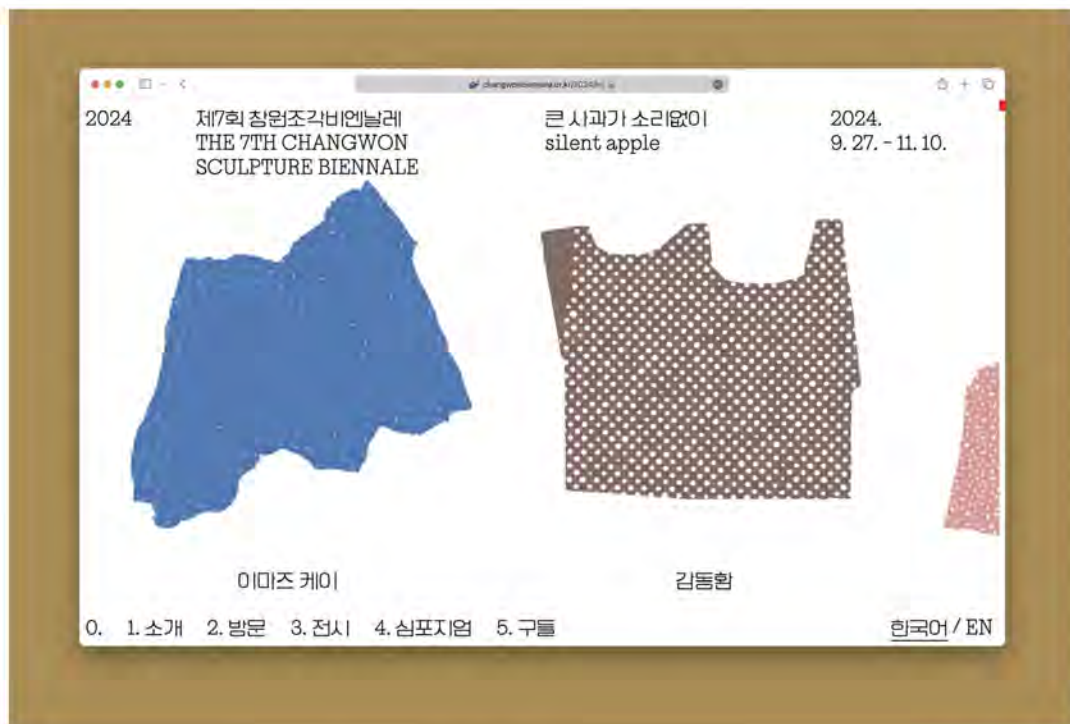 2024
제7회 창원조각비엔날레
THE 7TH CHANGWON
SCULPTURE BIENNALE
큰 사과가 소리없이
silent apple
2024.
9. 27. - 11. 10.
이마즈 케이
감동환
0. 1. 소개 2. 방문 3. 전시 4. 심포지엄 5. 구들
한국어 / EN